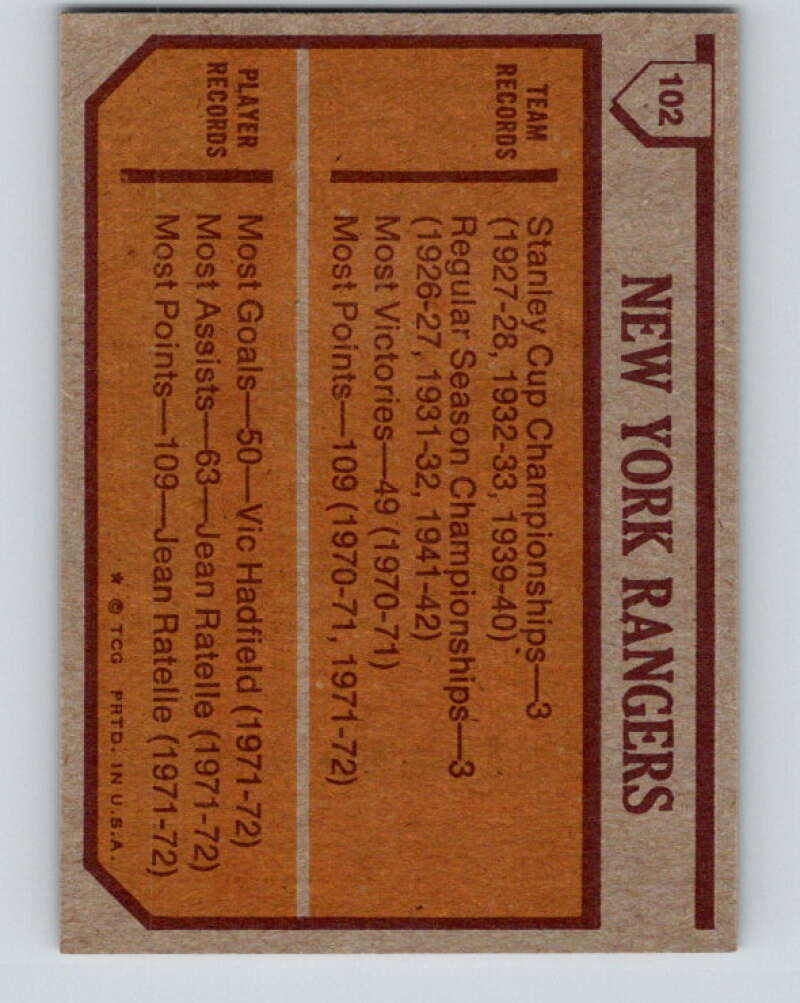 102
NEW YORK RANGERS
TEAM
RECORDS
Stanley Cup Championships—3
(1927-28, 1932-33, 1939-40)
Regular Season Championships—3
(1926-27, 1931-32, 1941-42)
Most Victories—49 (1970-71)
Most Points—109 (1970-71, 1971-72)
PLAYER
RECORDS
Most Goals—50—Vic Hadfield (1971-72)
Most Assists—63—Jean Ratelle (1971-72)
Most Points—109—Jean Ratelle (1971-72)
* © TCG PRTD. IN U.S.A.